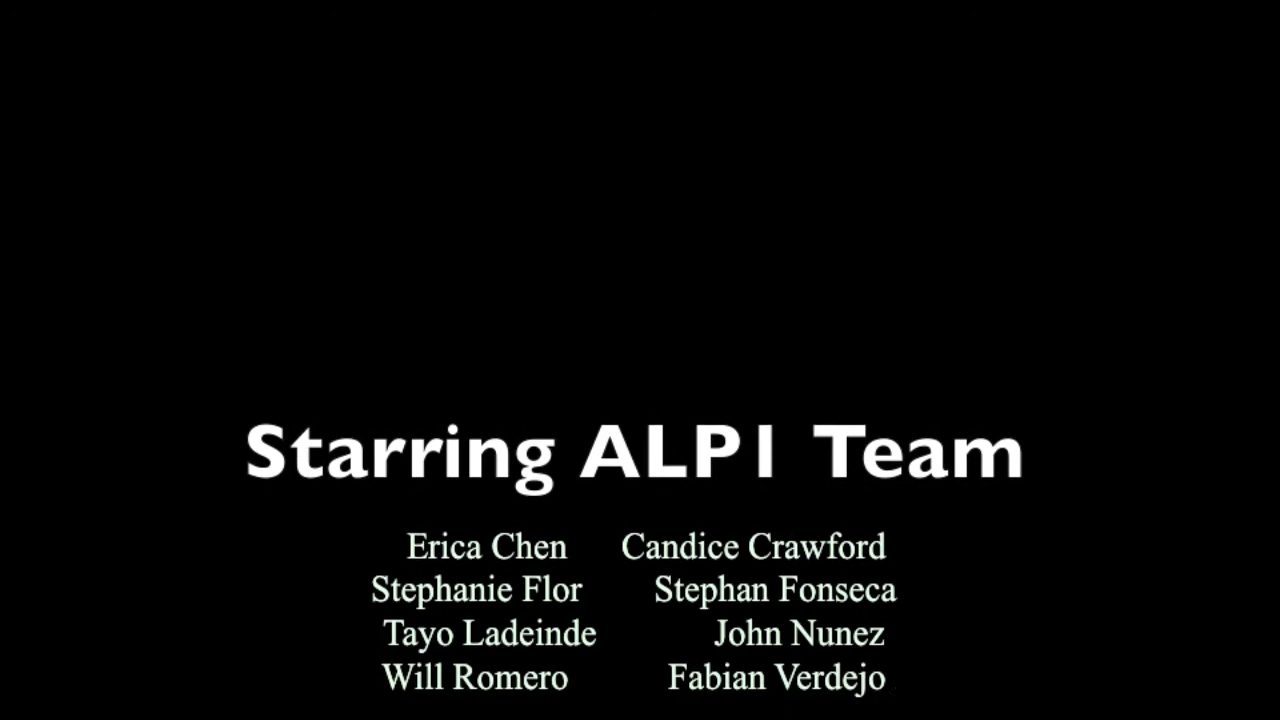 Starring ALP1 Team
Erica Chen Candice Crawford
Stephanie Flor Stephan Fonseca
Tayo Ladeinde John Nunez
Will Romero Fabian Verdejo